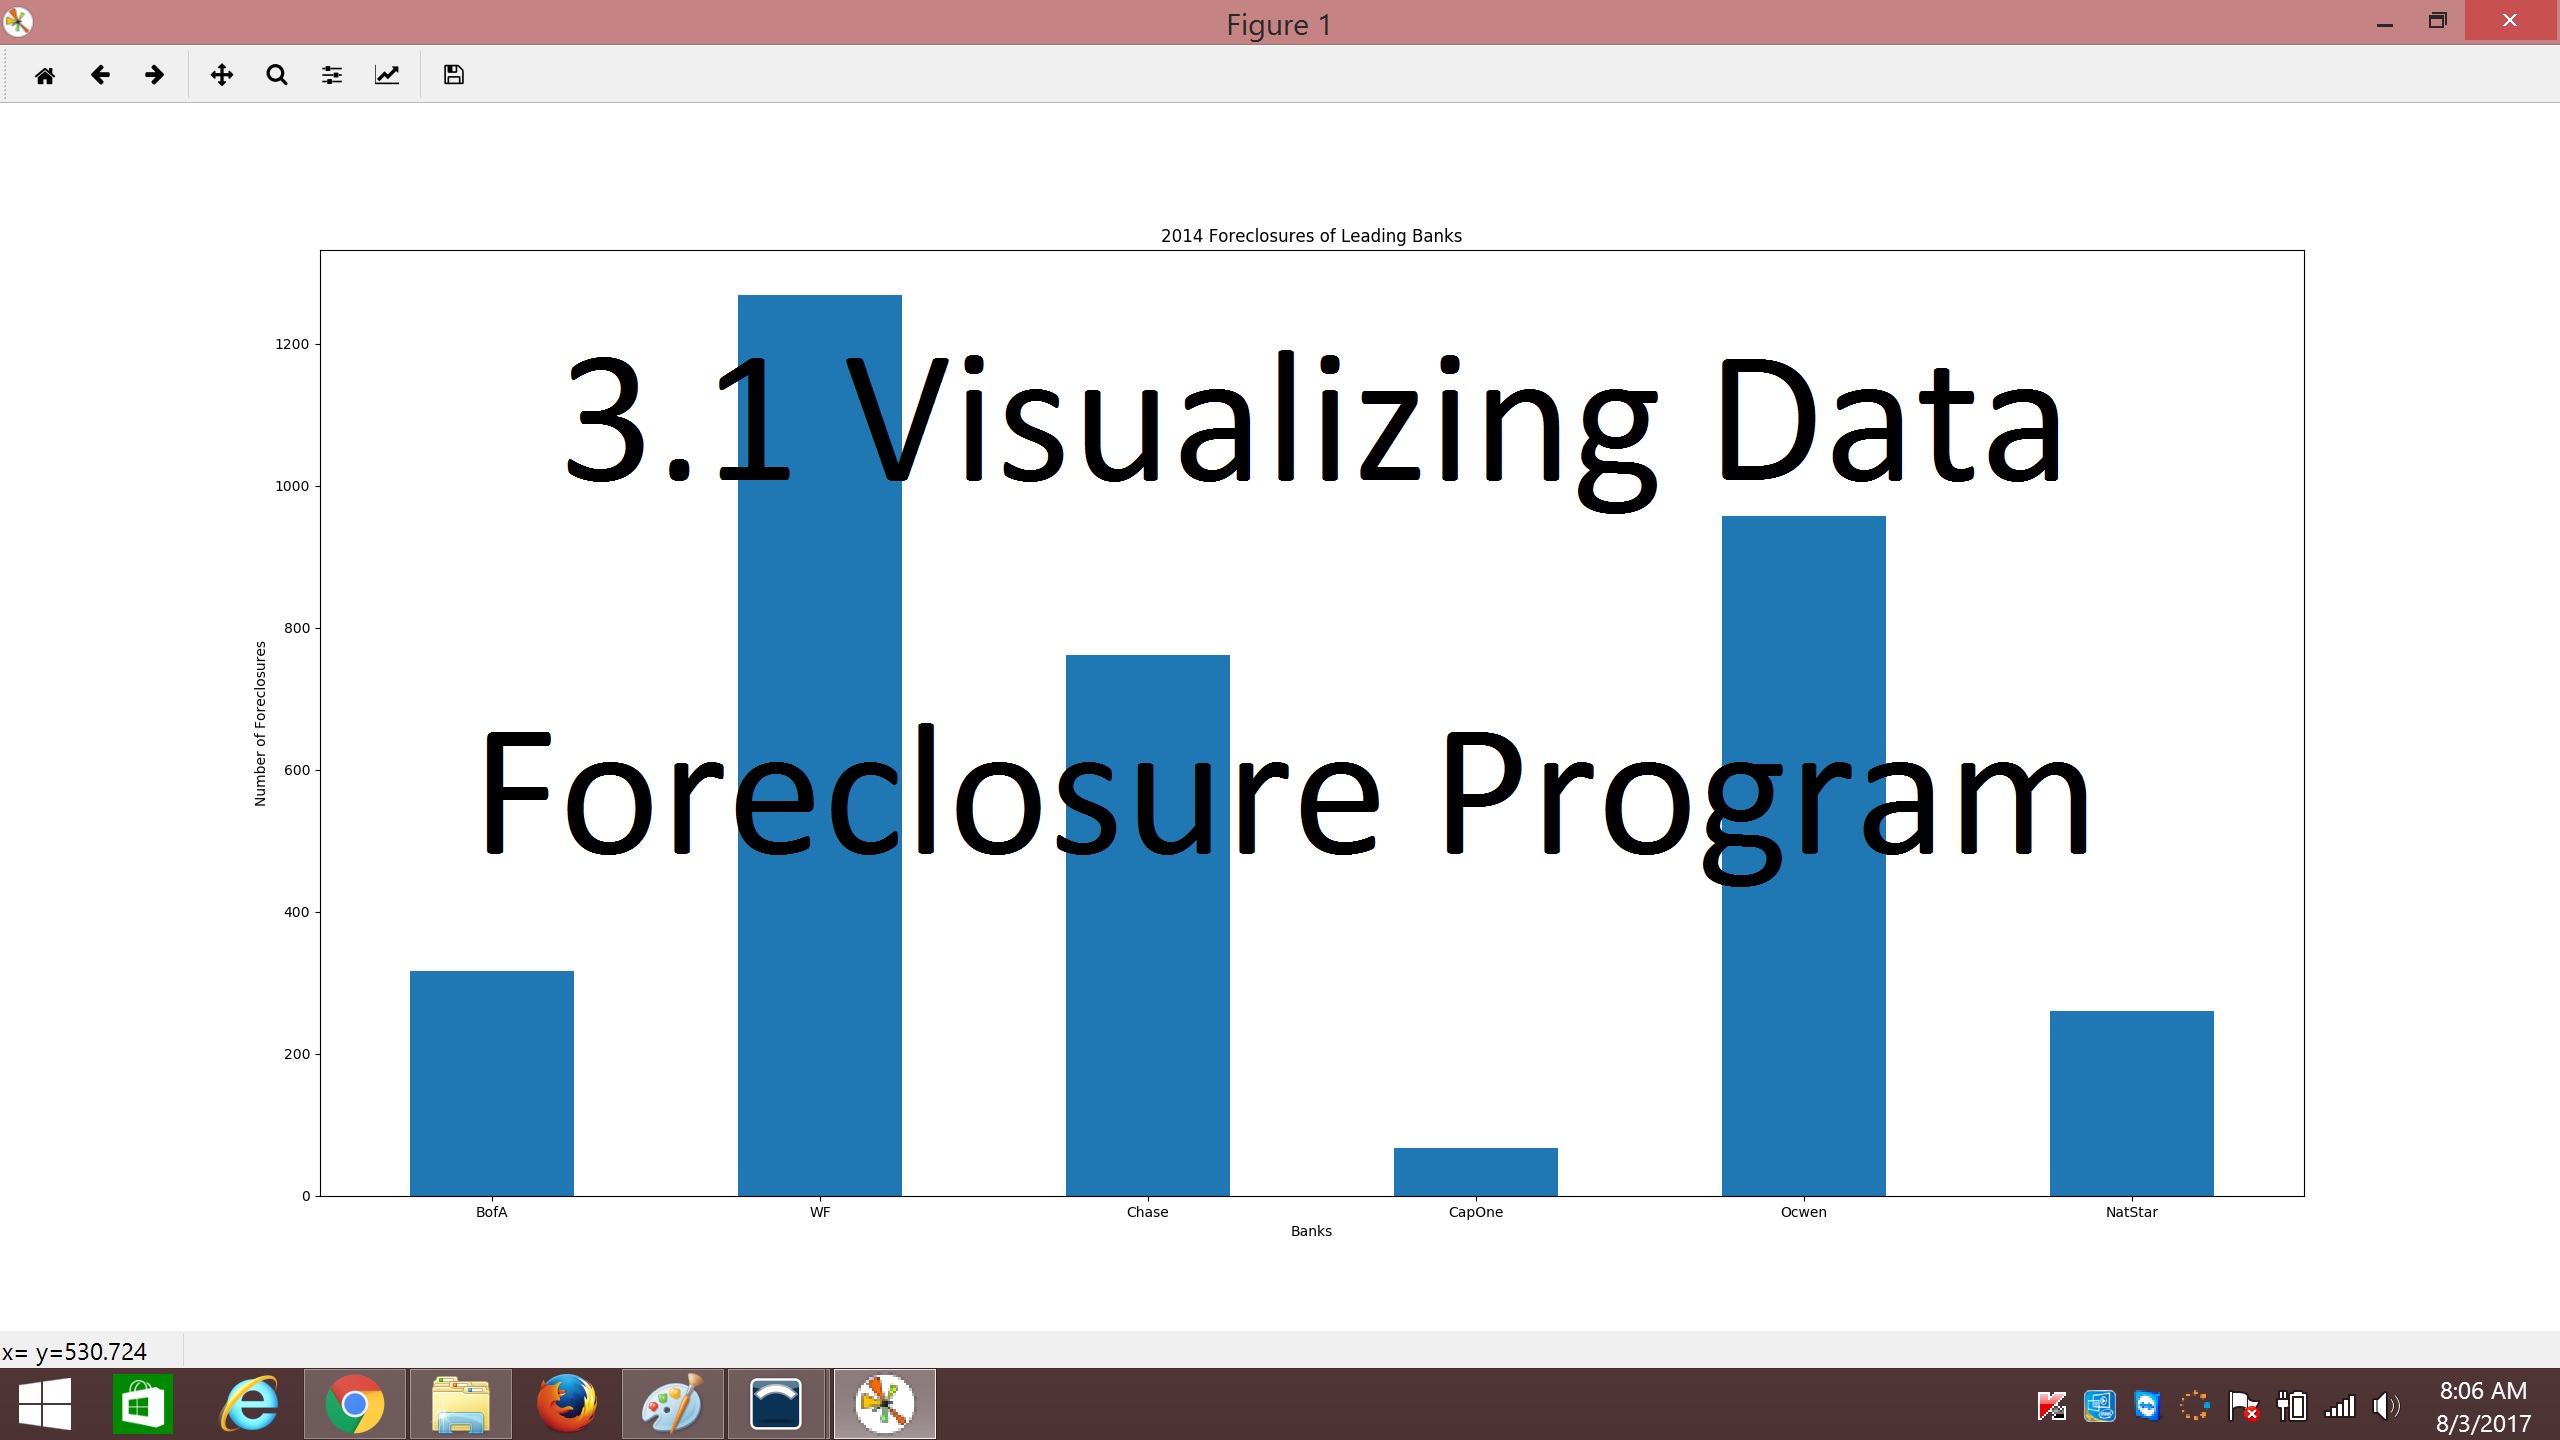 Figure 1
2014 Foreclosures of Leading Banks
3.1 Visualizing Data
Foreclosure Program
Number of Foreclosures
1200
1000
800
600
400
200
0
BofA WF Chase CapOne Ocwen NatStar
Banks
x= y=530.724
8:06 AM
8/3/2017